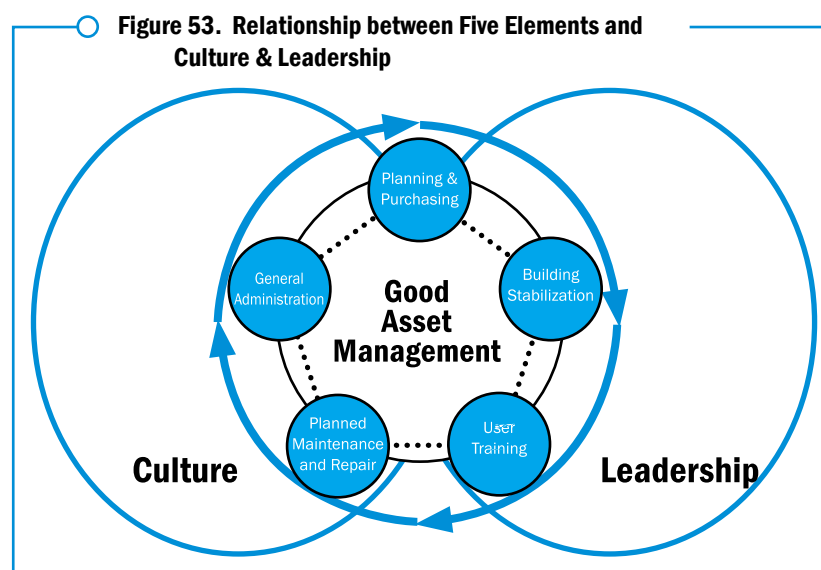 Figure 53. Relationship between Five Elements and
Culture & Leadership
Planning &
Purchasing
General
Administration
Building
Stabilization
Good
Asset
Management
Planned
Maintenance
and Repair
User
Training
Culture
Leadership